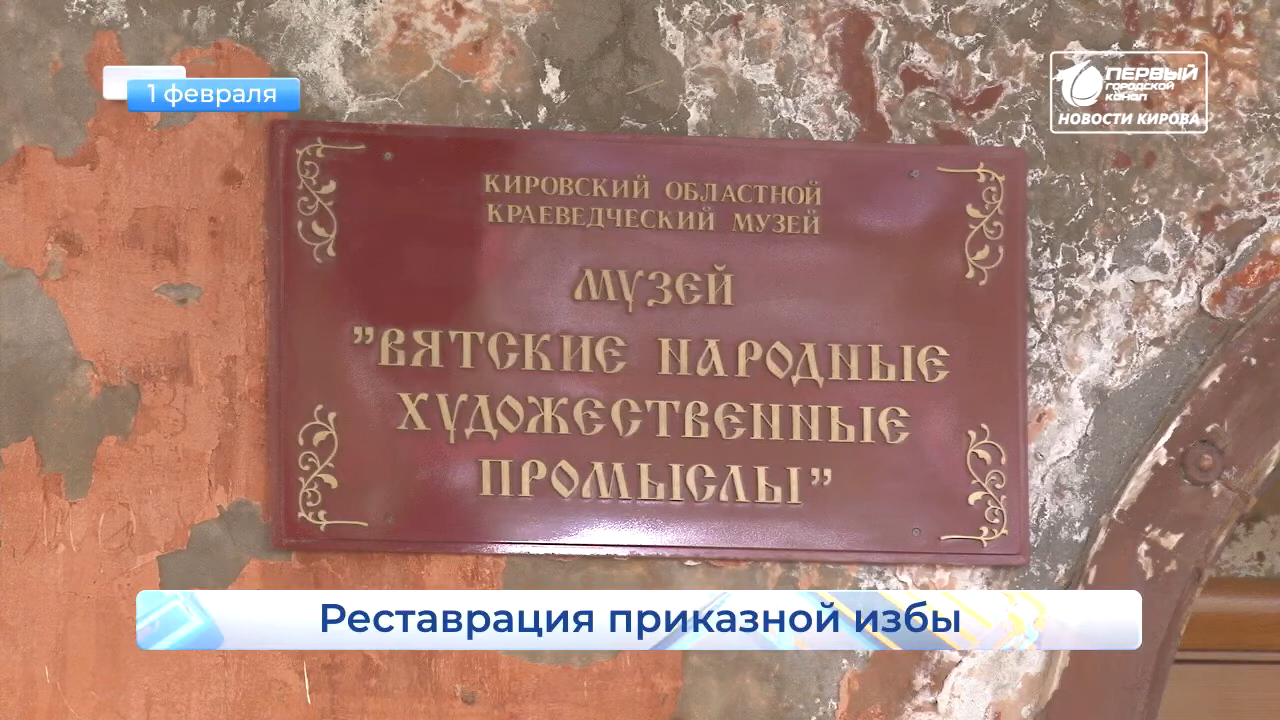 1 февраля
ПЕРВЫЙ
ГОРОДСКОЙ
КАНАЛ
НОВОСТИ КИРОВА
КИРОВСКИЙ ОБЛАСТНОЙ
КРАЕВЕДЧЕСКИЙ МУЗЕЙ
МУЗЕЙ
"ВЯТСКИЕ НАРОДНЫЕ
ХУДОЖЕСТВЕННЫЕ
ПРОМЫСЛЫ"
Реставрация приказной избы